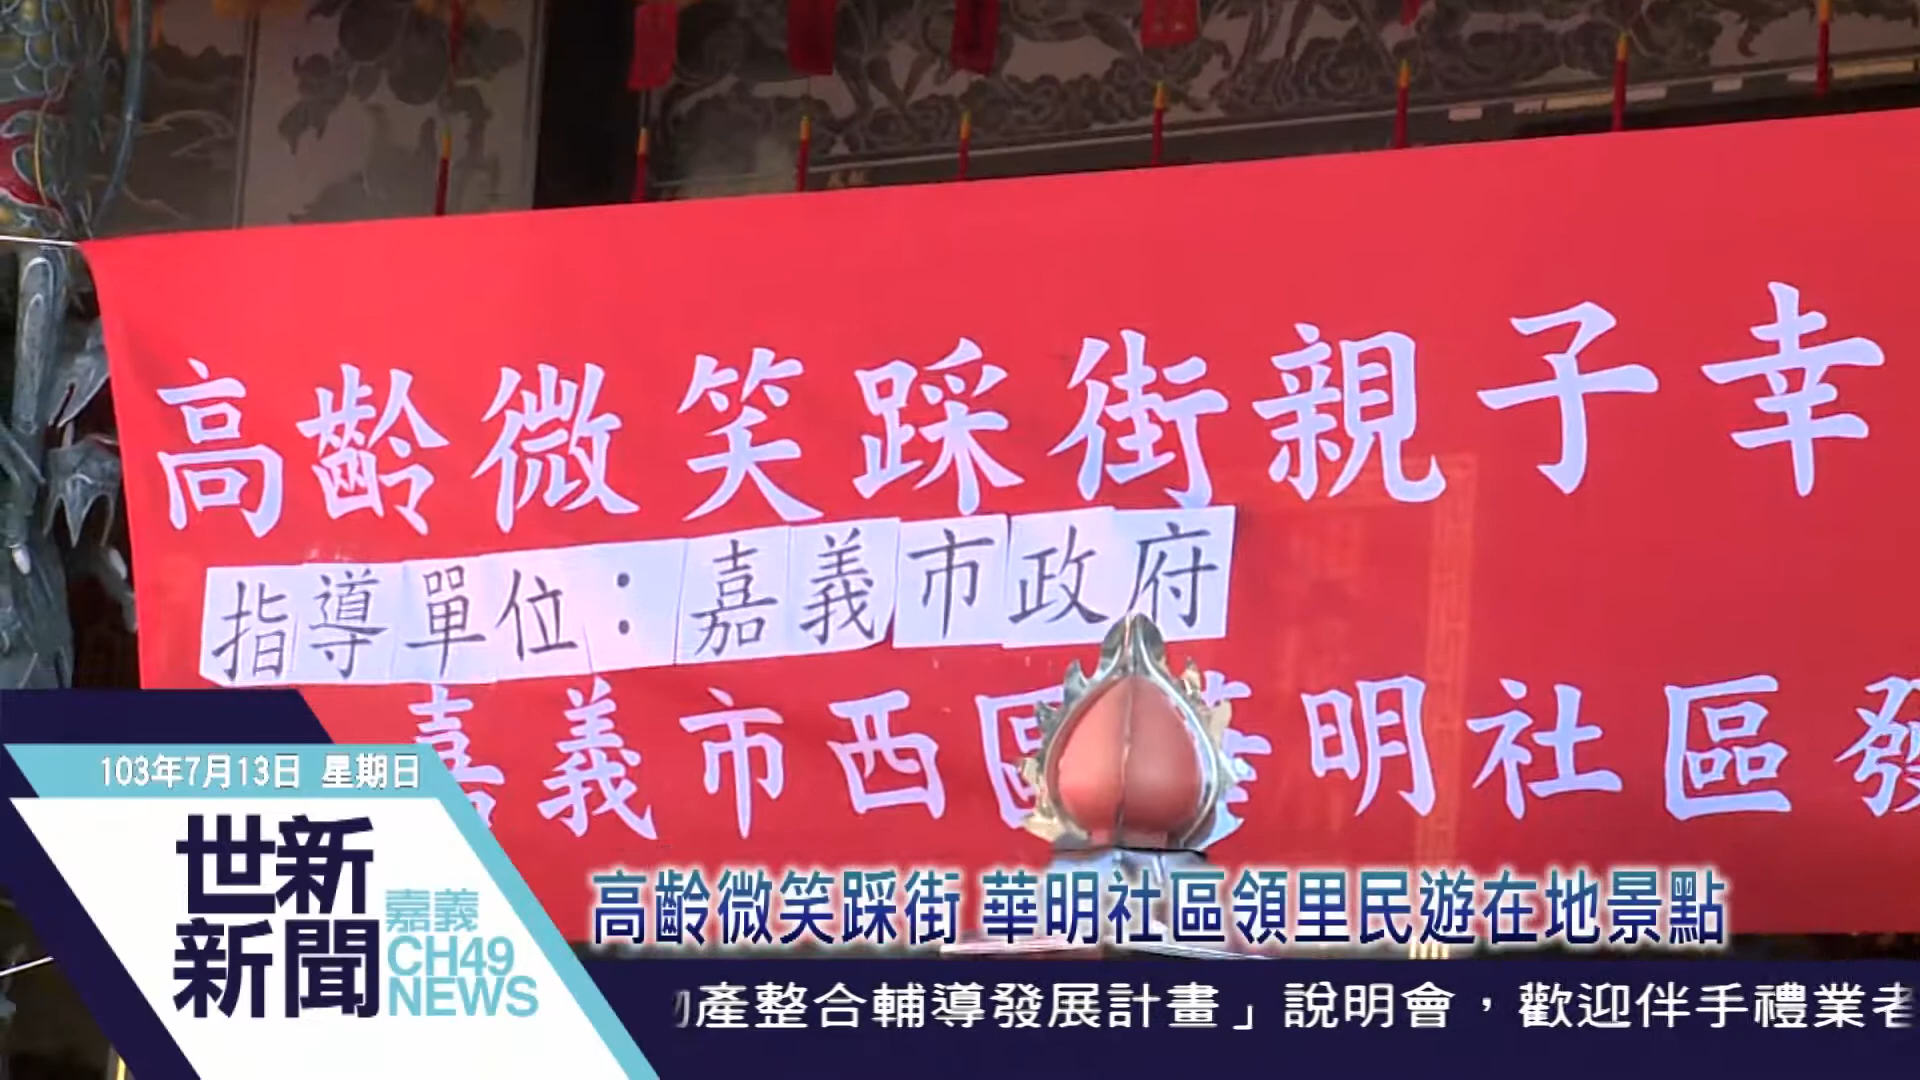 高齡微笑踩街親子幸
指導單位：嘉義市政府
嘉義市西區華明社區發
103年7月13日 星期日
世新
新聞
嘉義
CH49
NEWS
高齡微笑踩街 華明社區領里民遊在地景點
產整合輔導發展計畫」說明會，歡迎伴手禮業者